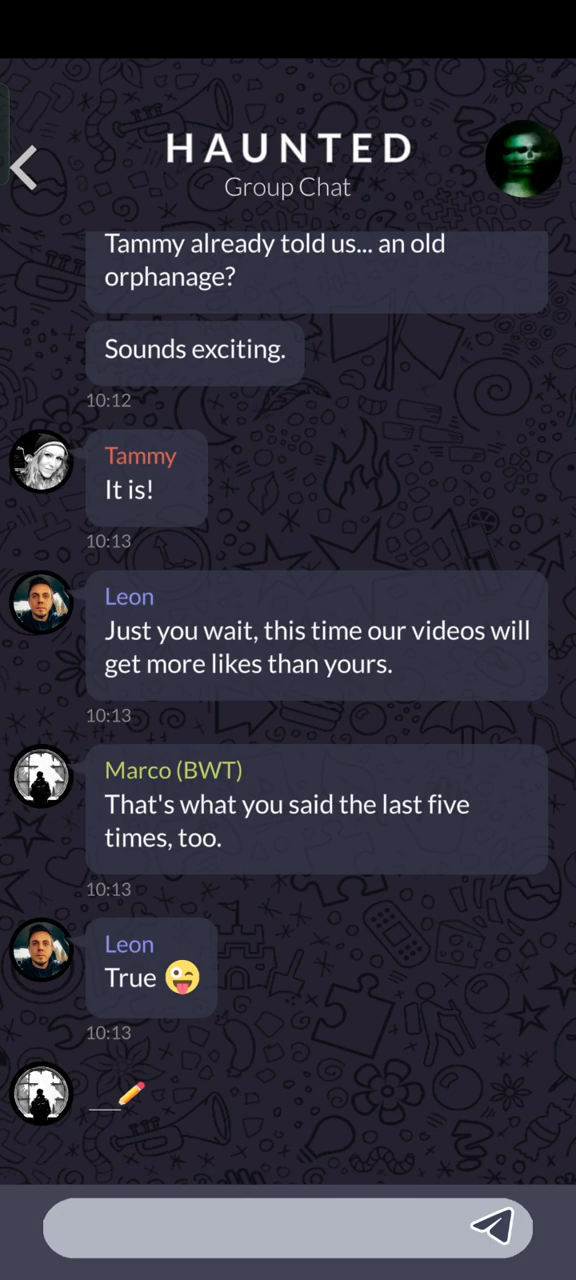 HAUNTED
Group Chat
Tammy already told us... an old
orphanage?
Sounds exciting.
10:12
Tammy
It is!
10:13
Leon
Just you wait, this time our videos will
get more likes than yours.
10:13
Marco (BWT)
That's what you said the last five
times, too.
10:13
Leon
True 😜
10:13